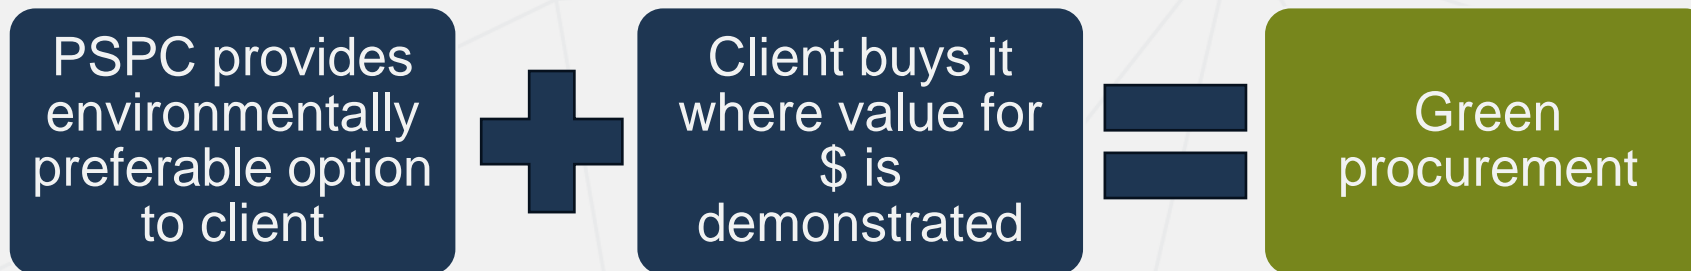 PSPC provides
environmentally
preferable option
to client
Client buys it
where value for
$ is
demonstrated
Green
procurement